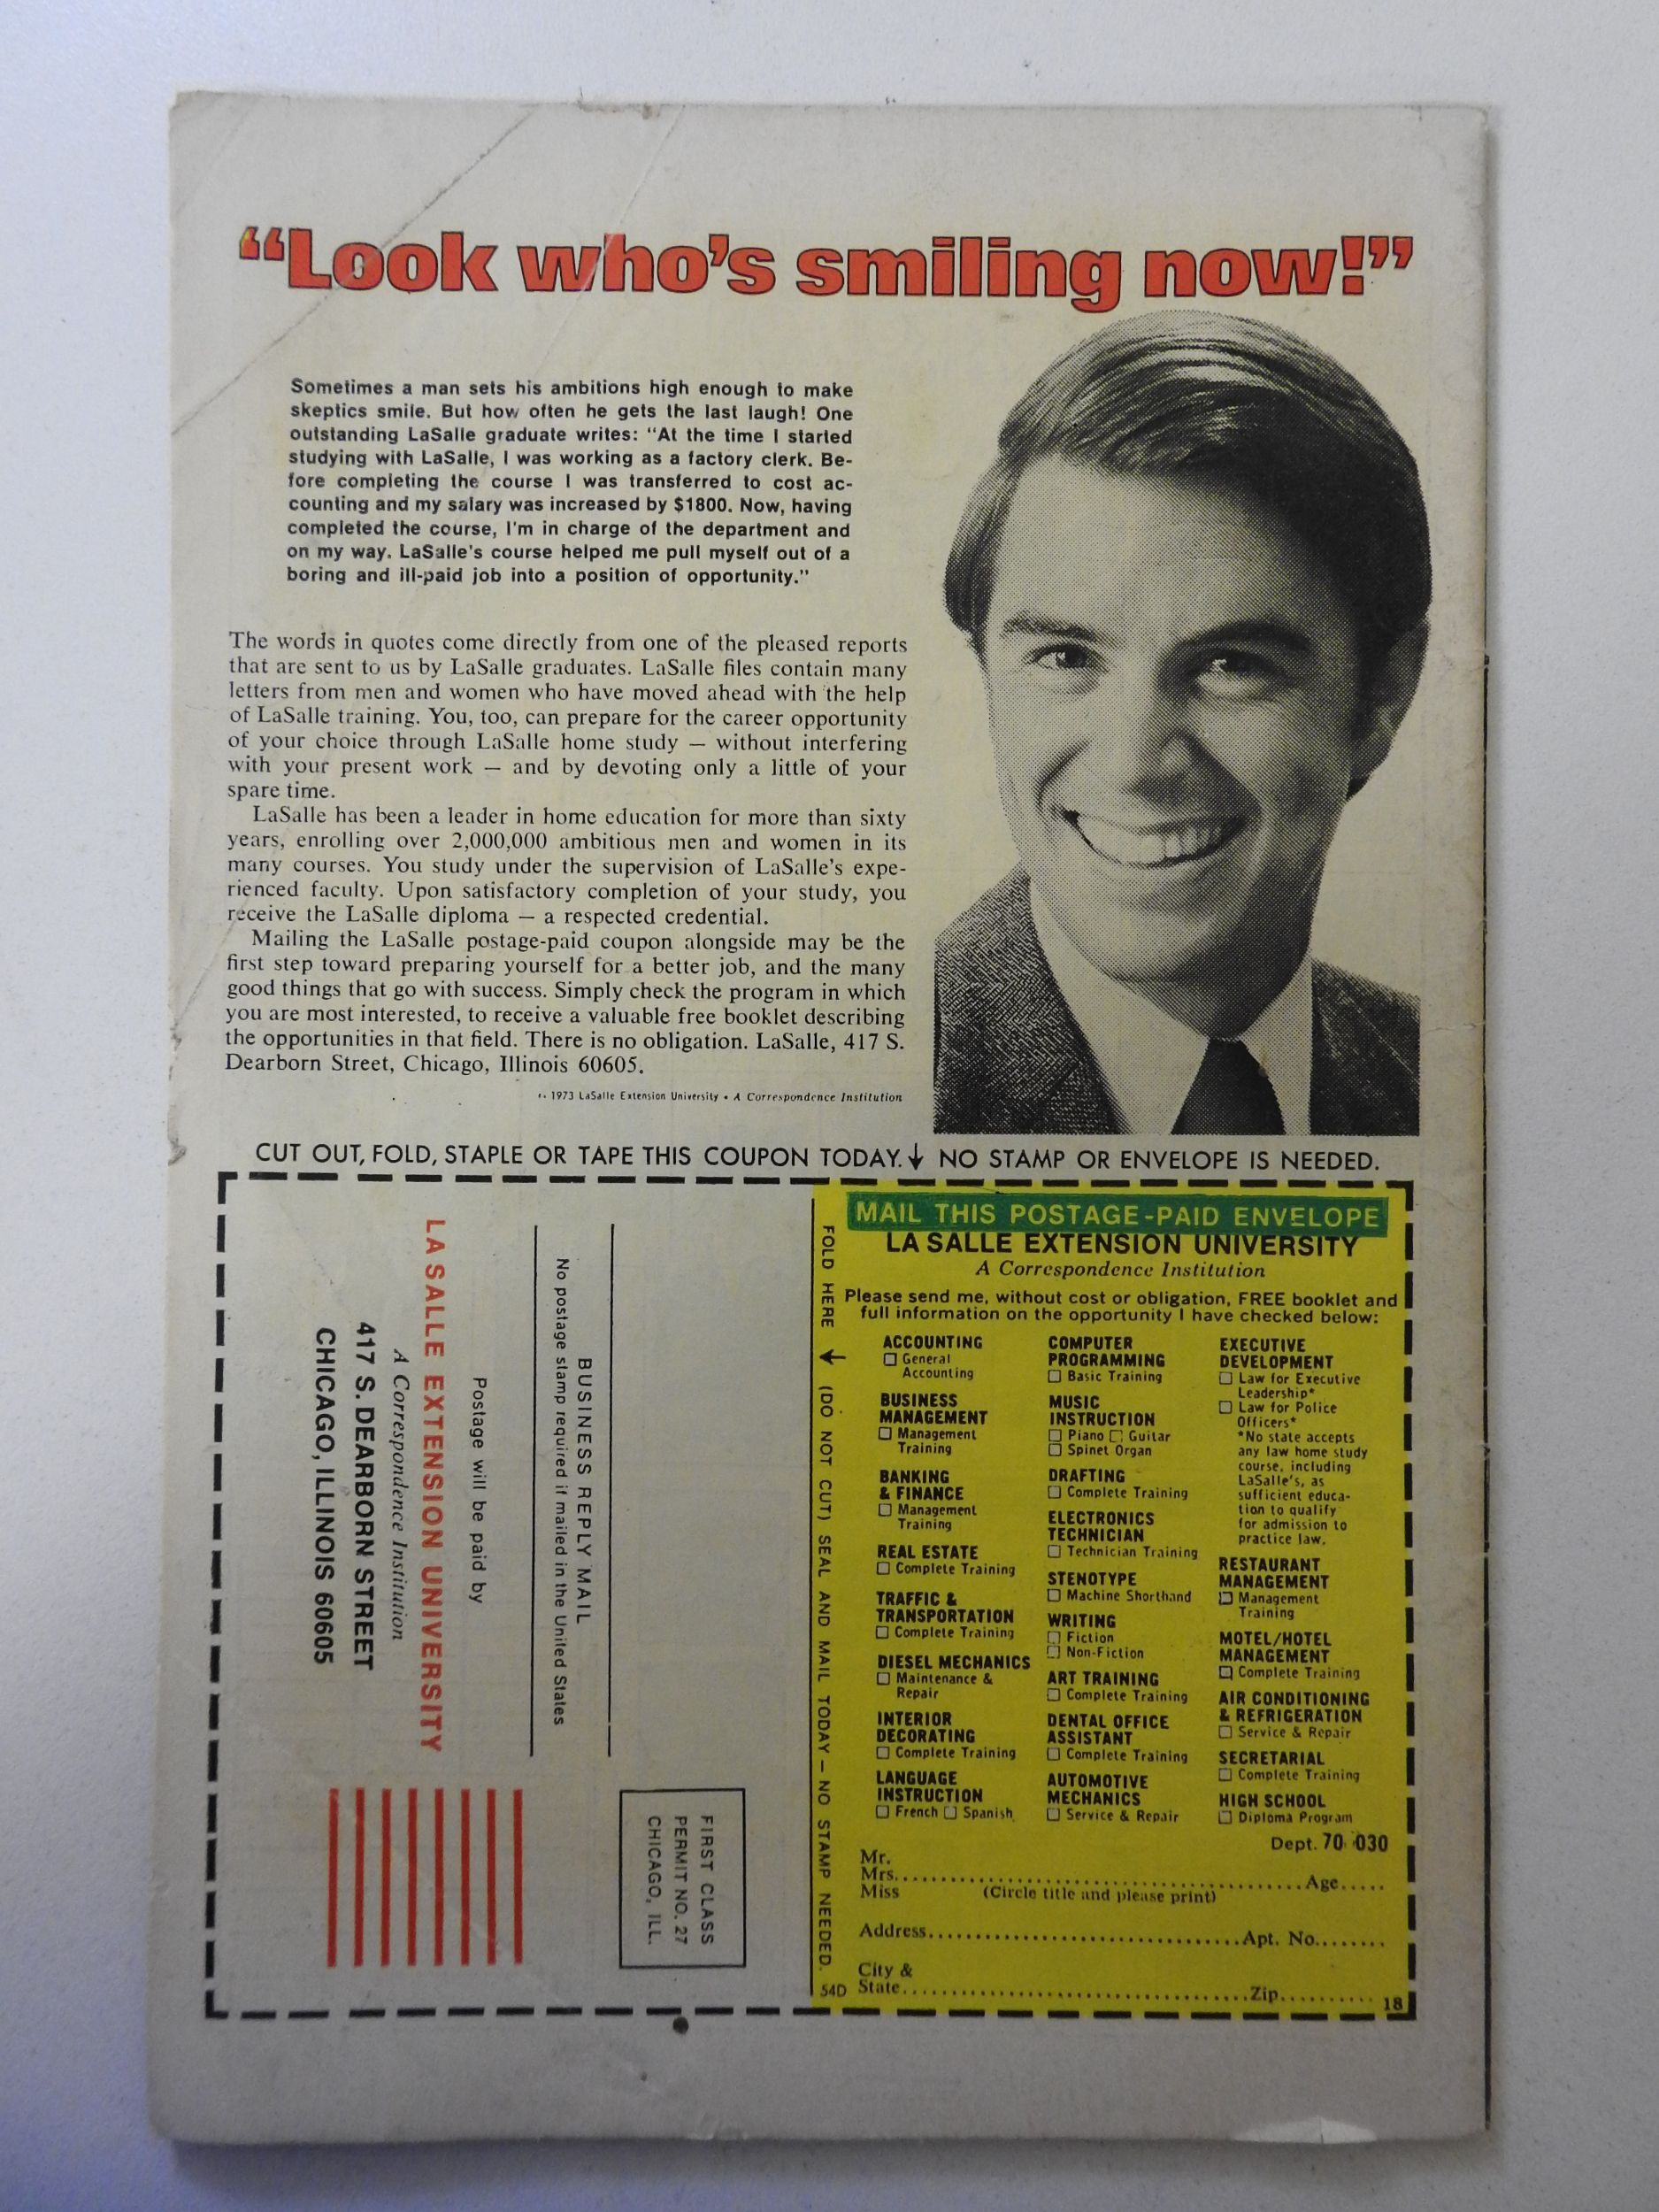 “Look who’s smiling now!”
Sometimes a man sets his ambitions high enough to make
skeptics smile. But how often he gets the last laugh! One
outstanding LaSalle graduate writes: “At the time I started
studying with LaSalle, I was working as a factory clerk. Be-
fore completing the course I was transferred to cost ac-
counting and my salary was increased by $1800. Now, having
completed the course, I'm in charge of the department and
on my way. LaSalle's course helped me pull myself out of a
boring and ill-paid job into a position of opportunity.”
The words in quotes come directly from one of the pleased reports
that are sent to us by LaSalle graduates. LaSalle files contain many
letters from men and women who have moved ahead with the help
of LaSalle training. You, too, can prepare for the career opportunity
of your choice through LaSalle home study — without interfering
with your present work — and by devoting only a little of your
spare time.
LaSalle has been a leader in home education for more than sixty
years, enrolling over 2,000,000 ambitious men and women in its
many courses. You study under the supervision of LaSalle's expe-
rienced faculty. Upon satisfactory completion of your study, you
receive the LaSalle diploma — a respected credential.
Mailing the LaSalle postage-paid coupon alongside may be the
first step toward preparing yourself for a better job, and the many
good things that go with success. Simply check the program in which
you are most interested, to receive a valuable free booklet describing
the opportunities in that field. There is no obligation. LaSalle, 417 S.
Dearborn Street, Chicago, Illinois 60605.
1973 LaSalle Extension University • A Correspondence Institution
CUT OUT, FOLD, STAPLE OR TAPE THIS COUPON TODAY. ↓ NO STAMP OR ENVELOPE IS NEEDED.
FIRST CLASS
PERMIT NO. 27
CHICAGO, ILL.
BUSINESS REPLY MAIL
No postage stamp required if mailed in the United States
Postage will be paid by
LA SALLE EXTENSION UNIVERSITY
A Correspondence Institution
417 S. DEARBORN STREET
CHICAGO, ILLINOIS 60605
FOLD HERE (DO NOT CUT) SEAL AND MAIL TODAY — NO STAMP NEEDED.
54D
MAIL THIS POSTAGE-PAID ENVELOPE
LA SALLE EXTENSION UNIVERSITY
A Correspondence Institution
Please send me, without cost or obligation, FREE booklet and
full information on the opportunity I have checked below:
ACCOUNTING
☐ General
Accounting
BUSINESS
MANAGEMENT
☐ Management
Training
BANKING
& FINANCE
☐ Management
Training
REAL ESTATE
☐ Complete Training
TRAFFIC &
TRANSPORTATION
☐ Complete Training
DIESEL MECHANICS
☐ Maintenance &
Repair
INTERIOR
DECORATING
☐ Complete Training
LANGUAGE
INSTRUCTION
☐ French ☐ Spanish
COMPUTER
PROGRAMMING
☐ Basic Training
MUSIC
INSTRUCTION
☐ Piano ☐ Guitar
☐ Spinet Organ
DRAFTING
☐ Complete Training
ELECTRONICS
TECHNICIAN
☐ Technician Training
STENOTYPE
☐ Machine Shorthand
WRITING
☐ Fiction
☐ Non-Fiction
ART TRAINING
☐ Complete Training
DENTAL OFFICE
ASSISTANT
☐ Complete Training
AUTOMOTIVE
MECHANICS
☐ Service & Repair
EXECUTIVE
DEVELOPMENT
☐ Law for Executive
Leadership*
☐ Law for Police
Officers*
*No state accepts
any law home study
course, including
LaSalle's, as
sufficient educa-
tion to qualify
for admission to
practice law.
RESTAURANT
MANAGEMENT
☐ Management
Training
MOTEL/HOTEL
MANAGEMENT
☐ Complete Training
AIR CONDITIONING
& REFRIGERATION
☐ Service & Repair
SECRETARIAL
☐ Complete Training
HIGH SCHOOL
☐ Diploma Program
Dept. 70 030
Mr.
Mrs. Age
Miss (Circle title and please print)
Address Apt. No.
City &
State Zip
18